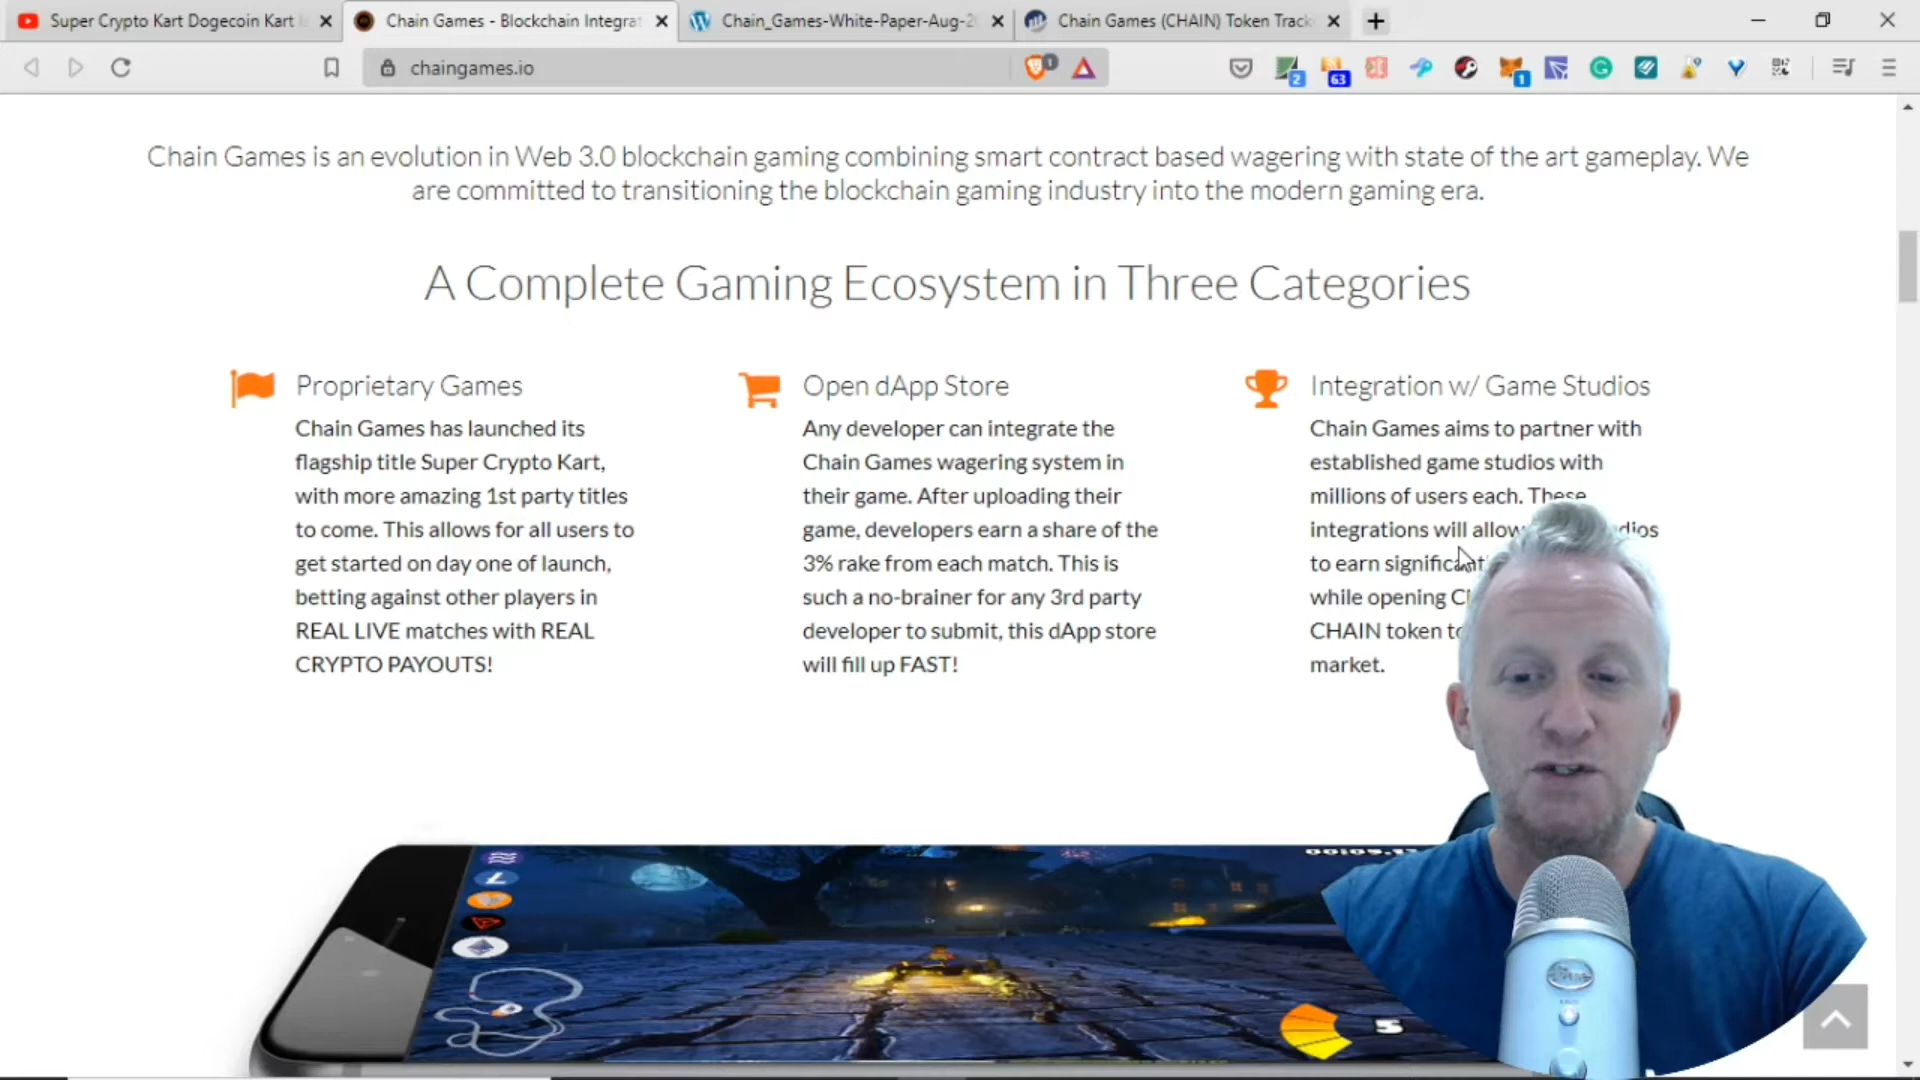 Super Crypto Kart Dogecoin Kart
Chain Games - Blockchain Integrat
Chain_Games-White-Paper-Aug-2
Chain Games (CHAIN) Token Track
chaingames.io
1
2
63
1
Chain Games is an evolution in Web 3.0 blockchain gaming combining smart contract based wagering with state of the art gameplay. We
are committed to transitioning the blockchain gaming industry into the modern gaming era.
A Complete Gaming Ecosystem in Three Categories
Proprietary Games
Chain Games has launched its
flagship title Super Crypto Kart,
with more amazing 1st party titles
to come. This allows for all users to
get started on day one of launch,
betting against other players in
REAL LIVE matches with REAL
CRYPTO PAYOUTS!
Open dApp Store
Any developer can integrate the
Chain Games wagering system in
their game. After uploading their
game, developers earn a share of the
3% rake from each match. This is
such a no-brainer for any 3rd party
developer to submit, this dApp store
will fill up FAST!
Integration w/ Game Studios
Chain Games aims to partner with
established game studios with
millions of users each. These
integrations will allow
to earn
while opening
CHAIN token to
market.
Blue